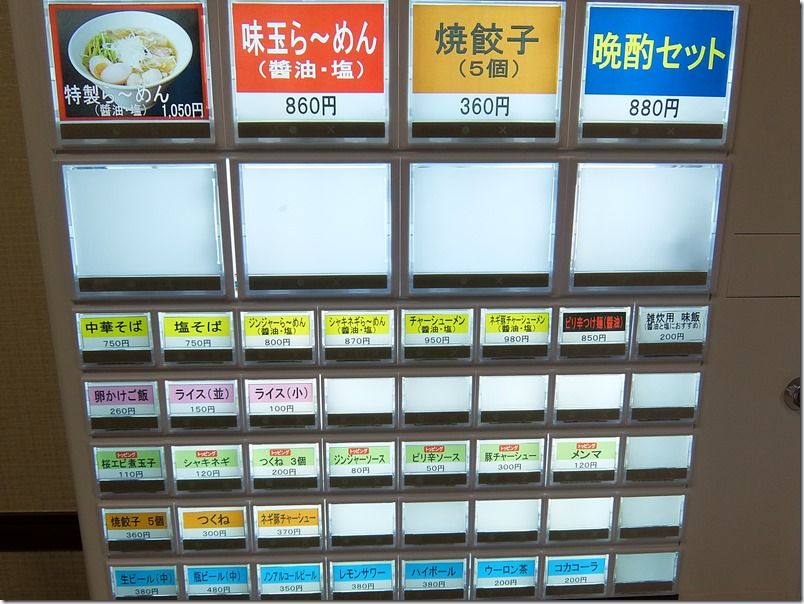 特製ら〜めん
（醤油・塩） 1,050円
味玉ら〜めん
（醬油・塩）
860円
焼餃子
（5個）
360円
晩酌セット
880円
中華そば
750円
塩そば
750円
ジンジャーら〜めん
（醤油・塩）
800円
シャキネギら〜めん
（醤油・塩）
870円
チャーシューメン
（醤油・塩）
950円
ネギ豚チャーシューメン
（醤油・塩）
980円
ピリ辛つけ麺（醤油）
850円
雑炊用 味飯
（醤油と塩におすすめ）
200円
卵かけご飯
260円
ライス（並）
150円
ライス（小）
100円
桜エビ煮玉子
110円
トッピング
シャキネギ
120円
トッピング
つくね 3個
200円
トッピング
ジンジャーソース
80円
トッピング
ピリ辛ソース
50円
トッピング
豚チャーシュー
300円
トッピング
メンマ
120円
焼餃子 5個
360円
つくね
300円
ネギ豚チャーシュー
370円
生ビール（中）
380円
瓶ビール（中）
480円
ノンアルコールビール
350円
レモンサワー
380円
ハイボール
380円
ウーロン茶
200円
コカコーラ
200円